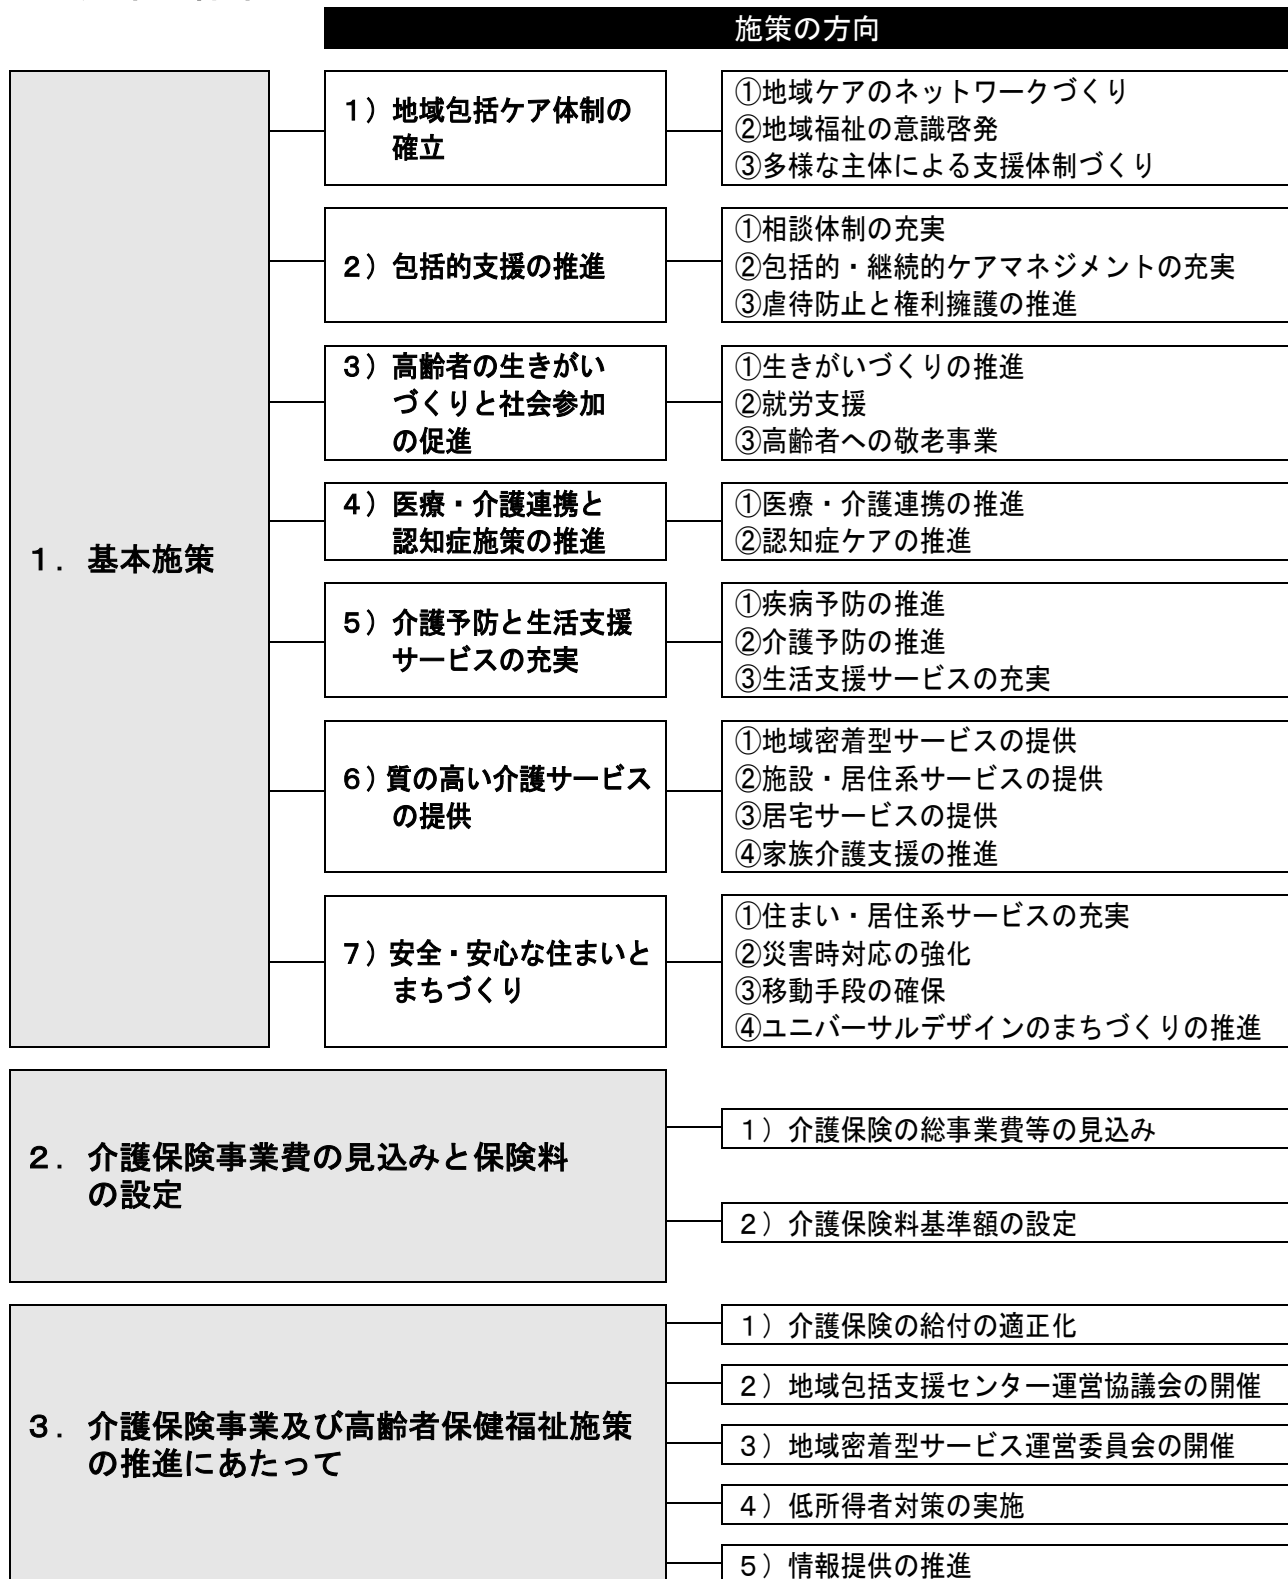 施策の方向
1．基本施策
1）地域包括ケア体制の
確立
①地域ケアのネットワークづくり
②地域福祉の意識啓発
③多様な主体による支援体制づくり
2）包括的支援の推進
①相談体制の充実
②包括的・継続的ケアマネジメントの充実
③虐待防止と権利擁護の推進
3）高齢者の生きがい
づくりと社会参加
の促進
①生きがいづくりの推進
②就労支援
③高齢者への敬老事業
4）医療・介護連携と
認知症施策の推進
①医療・介護連携の推進
②認知症ケアの推進
5）介護予防と生活支援
サービスの充実
①疾病予防の推進
②介護予防の推進
③生活支援サービスの充実
6）質の高い介護サービス
の提供
①地域密着型サービスの提供
②施設・居住系サービスの提供
③居宅サービスの提供
④家族介護支援の推進
7）安全・安心な住まいと
まちづくり
①住まい・居住系サービスの充実
②災害時対応の強化
③移動手段の確保
④ユニバーサルデザインのまちづくりの推進
2．介護保険事業費の見込みと保険料
の設定
1）介護保険の総事業費等の見込み
2）介護保険料基準額の設定
3．介護保険事業及び高齢者保健福祉施策
の推進にあたって
1）介護保険の給付の適正化
2）地域包括支援センター運営協議会の開催
3）地域密着型サービス運営委員会の開催
4）低所得者対策の実施
5）情報提供の推進